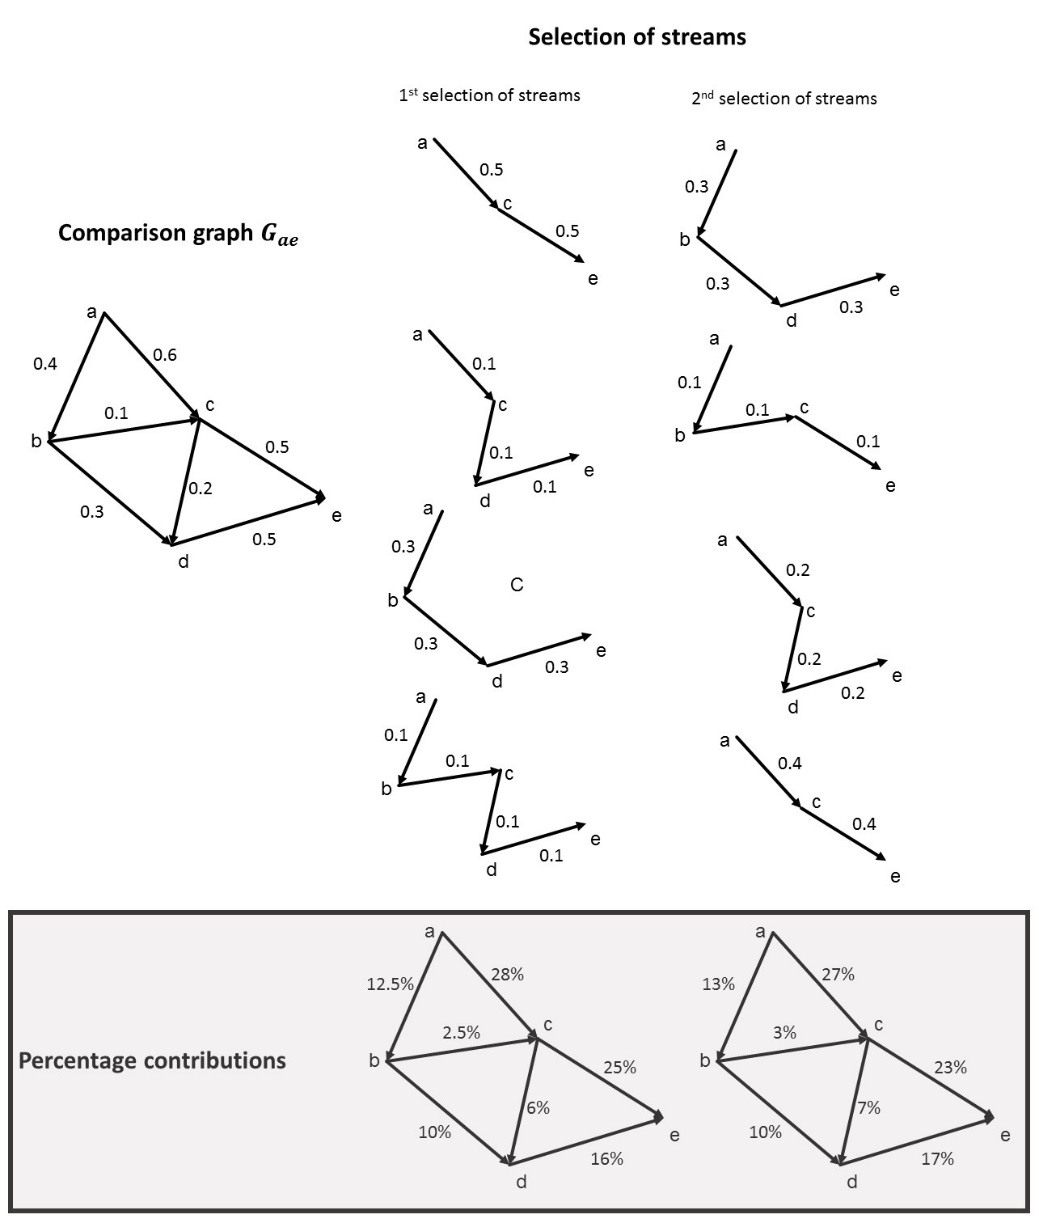 Selection of streams
1st selection of streams
2nd selection of streams
a
0.5
c
0.5
e
a
0.3
b
0.3
d
0.3
e
Comparison graph Gae
a
0.4
0.6
c
0.1
b
0.5
0.2
0.3
e
0.5
d
a
0.1
c
0.1
e
0.1
d
a
0.1
b
0.1
c
0.1
e
a
0.3
C
b
0.3
e
0.3
d
a
0.2
c
0.2
e
0.2
d
a
0.1
0.1
c
b
0.1
e
0.1
d
a
0.4
c
0.4
e
Percentage contributions
a
12.5%
28%
c
2.5%
b
25%
6%
10%
e
16%
d
a
13%
27%
c
3%
b
23%
7%
10%
e
17%
d